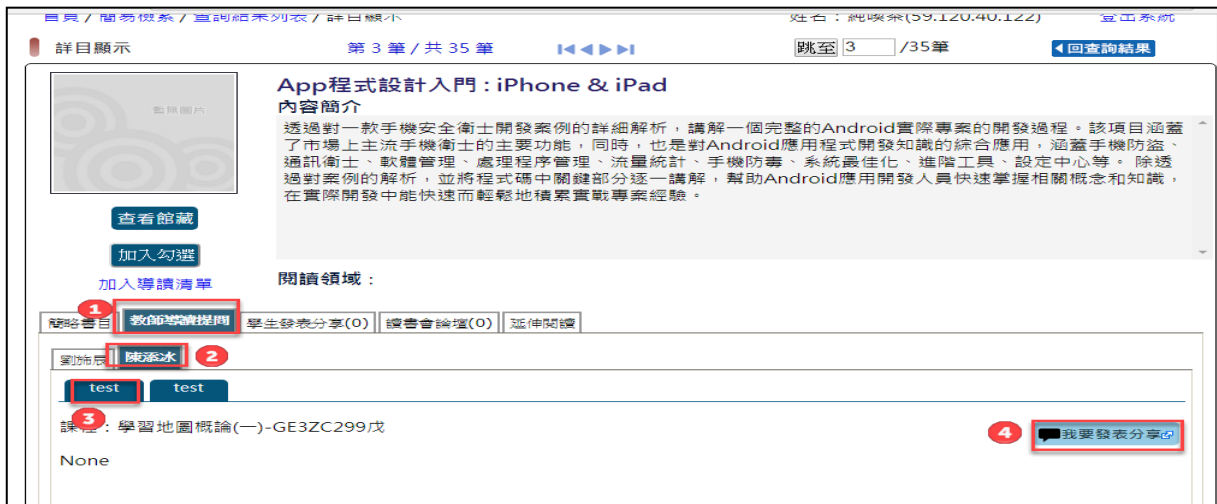 首頁 / 簡易檢索 / 查詢結果列表 / 詳目顯示 姓名：純喫茶(59.120.40.122) 登出系統
詳目顯示 第 3 筆 / 共 35 筆 跳至 3 /35筆 回查詢結果
暫無圖片
App程式設計入門 : iPhone & iPad
內容簡介
透過對一款手機安全衛士開發案例的詳細解析，講解一個完整的Android實際專案的開發過程。該項目涵蓋
了市場上主流手機衛士的主要功能，同時，也是對Android應用程式開發知識的綜合應用，涵蓋手機防盜、
通訊衛士、軟體管理、處理程序管理、流量統計、手機防毒、系統最佳化、進階工具、設定中心等。 除透
過對案例的解析，並將程式碼中關鍵部分逐一講解，幫助Android應用開發人員快速掌握相關概念和知識，
在實際開發中能快速而輕鬆地積累實戰專案經驗。
查看館藏
加入勾選
加入導讀清單
閱讀領域：
1
簡略書目 教師導讀提問 學生發表分享(0) 讀書會論壇(0) 延伸閱讀
劉施辰 陳添冰 2
test test
3
課程：學習地圖概論(一)-GE3ZC299戊
4 我要發表分享
None